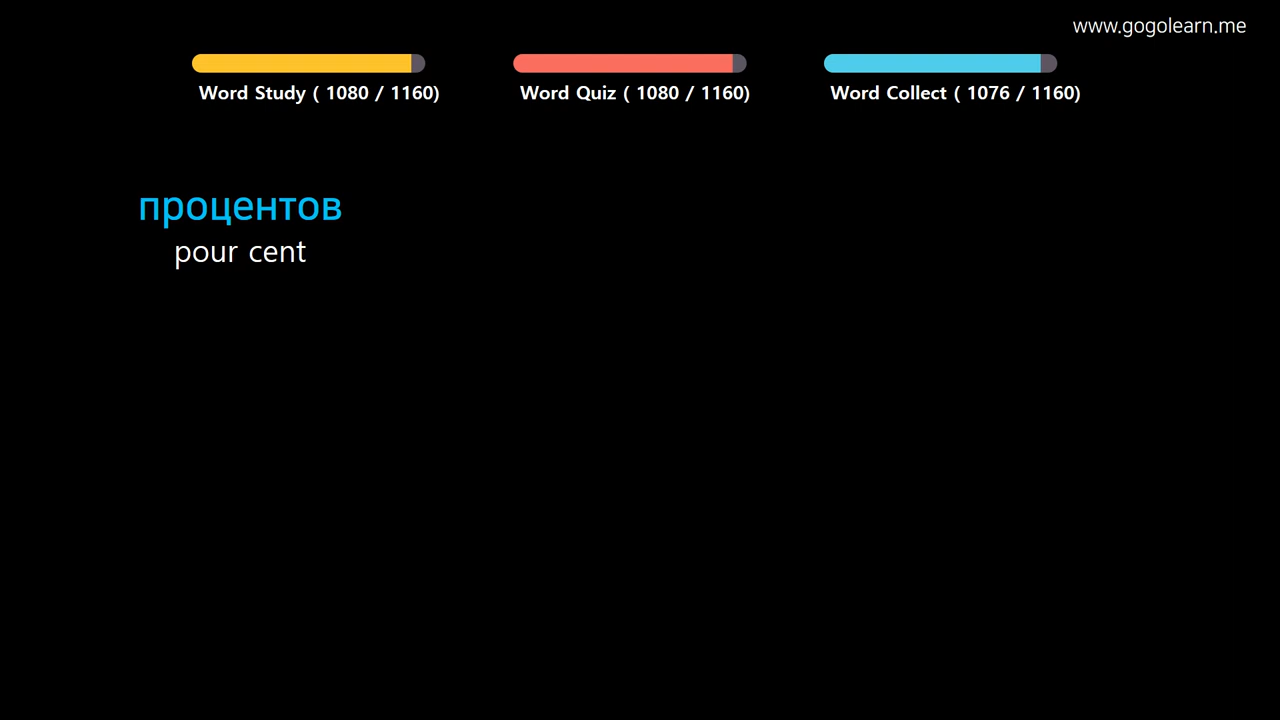 www.gogolearn.me
Word Study ( 1080 / 1160)
Word Quiz ( 1080 / 1160)
Word Collect ( 1076 / 1160)
процентов
pour cent